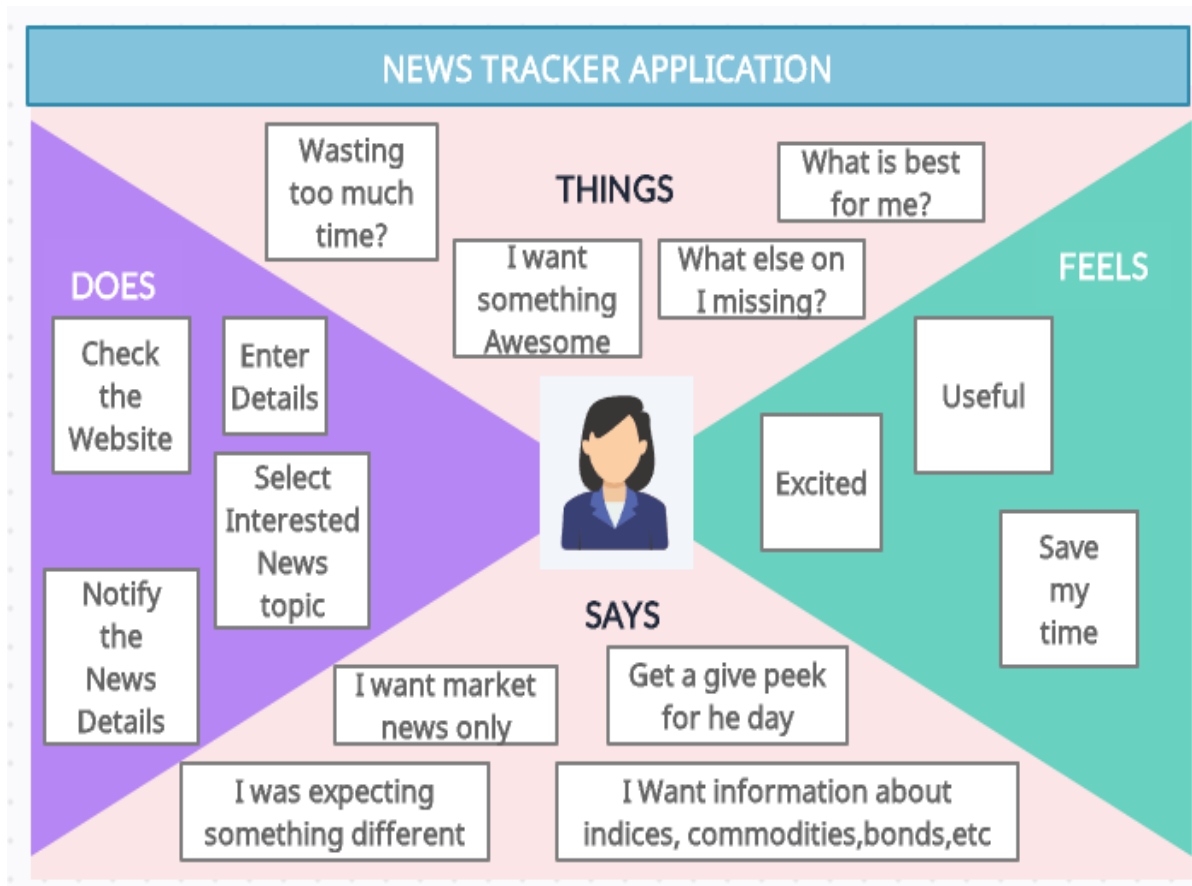 NEWS TRACKER APPLICATION
Wasting
too much
time?
THINGS
What is best
for me?
I want
something
Awesome
What else on
I missing?
DOES
Check
the
Website
Enter
Details
Select
Interested
News
topic
Notify
the
News
Details
FEELS
Useful
Excited
Save
my
time
SAYS
I want market
news only
Get a give peek
for he day
I was expecting
something different
I Want information about
indices, commodities,bonds,etc